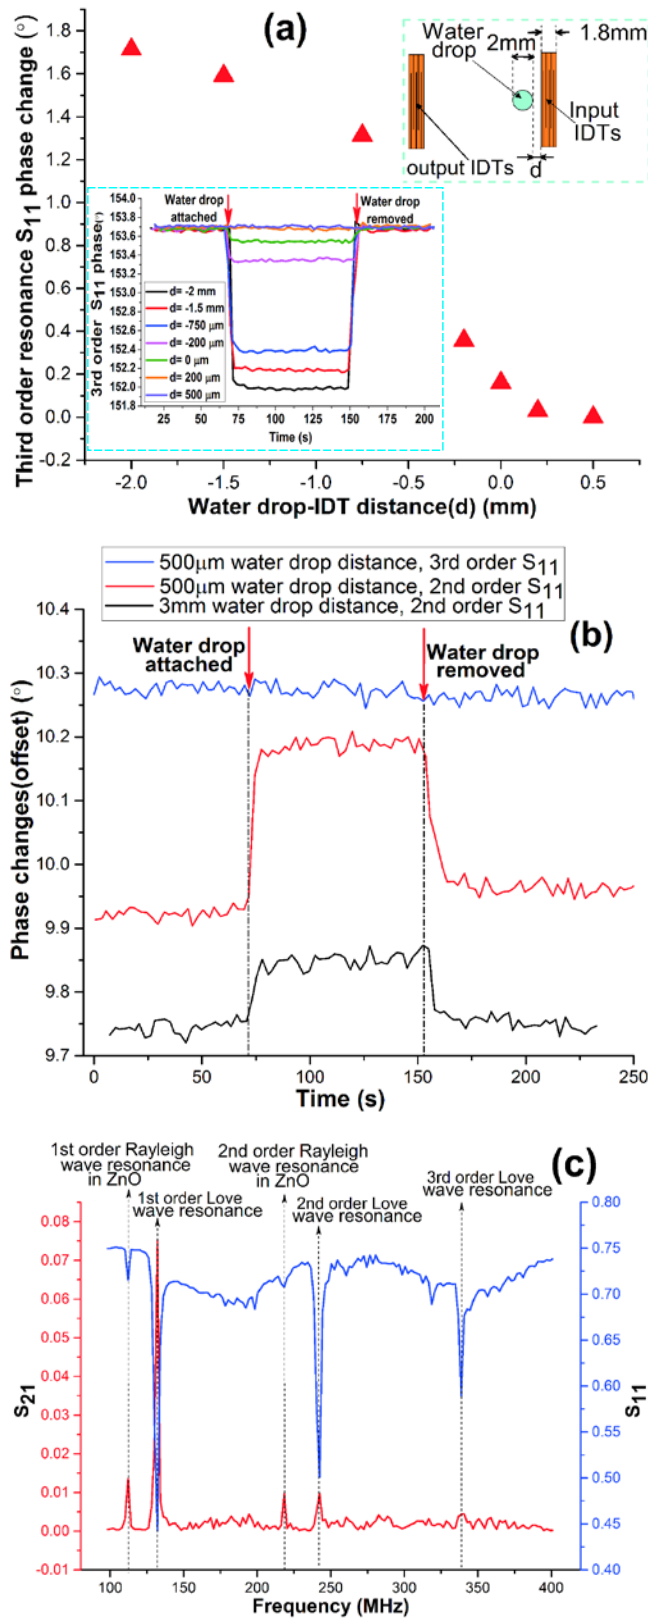 (a)
Water
drop
2mm
1.8mm
Input
IDTs
output IDTs
d
Third order resonance S11 phase change (°)
1.8
1.6
1.4
1.2
1.0
0.8
0.6
0.4
0.2
0.0
-0.2
-2.0 -1.5 -1.0 -0.5 0.0 0.5
Water drop-IDT distance(d) (mm)
3rd order S11 phase(°)
154.0
153.6
153.3
153.0
152.7
152.4
152.1
151.8
Water drop
attached
Water drop
removed
d= -2 mm
d= -1.5 mm
d= -750 μm
d= -200 μm
d= 0 μm
d= 200 μm
d= 500 μm
25 50 75 100 125 150 175 200
Time (s)
500μm water drop distance, 3rd order S11
500μm water drop distance, 2nd order S11
3mm water drop distance, 2nd order S11
(b)
Water drop
attached
Water drop
removed
Phase changes(offset) (°)
10.4
10.3
10.2
10.1
10.0
9.9
9.8
9.7
0 50 100 150 200 250
Time (s)
(c)
1st order Rayleigh
wave resonance
in ZnO
1st order Love
wave resonance
2nd order Rayleigh
wave resonance
in ZnO
2nd order Love
wave resonance
3rd order Love
wave resonance
S21
0.08
0.07
0.06
0.05
0.04
0.03
0.02
0.01
0.00
-0.01
S11
0.80
0.75
0.70
0.65
0.60
0.55
0.50
0.45
0.40
100 150 200 250 300 350 400
Frequency (MHz)